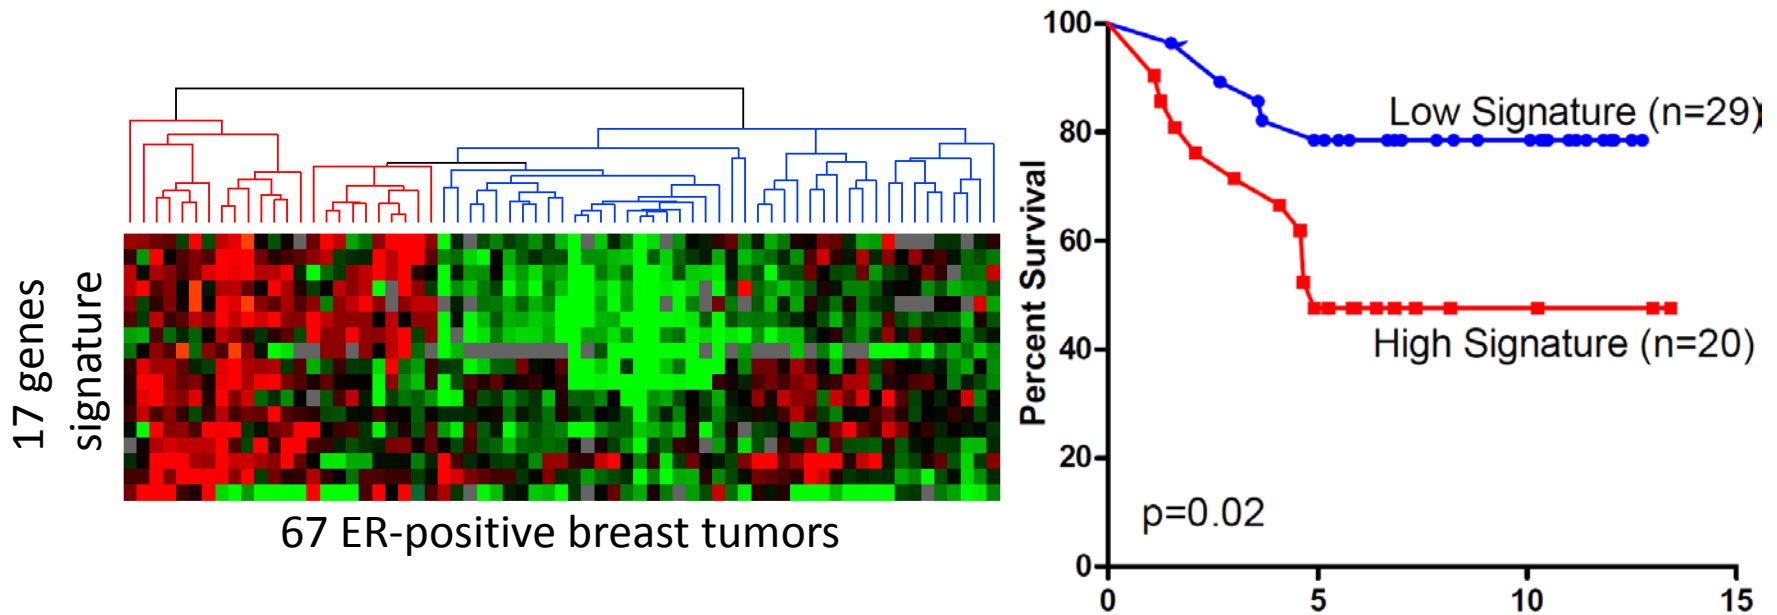 17 genes
signature
67 ER-positive breast tumors
Percent Survival
100
80
60
40
20
0
Low Signature (n=29)
High Signature (n=20)
p=0.02
0 5 10 15